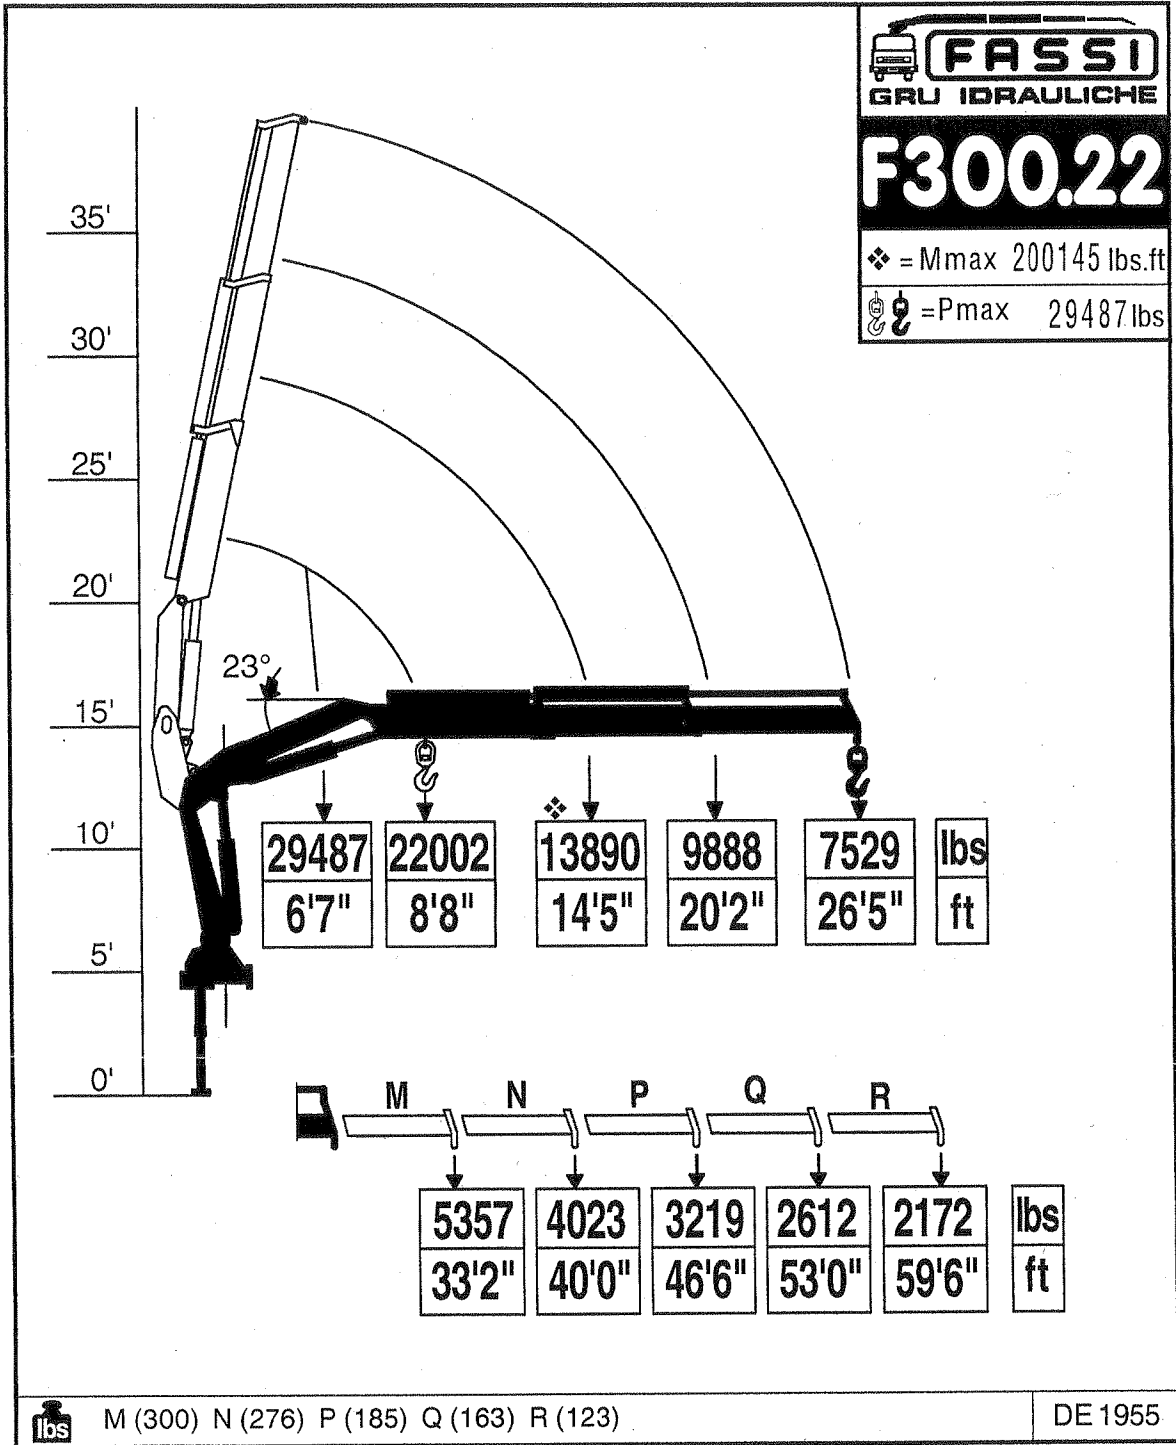 FASSI
GRU IDRAULICHE
F300.22
❖ = Mmax 200145 lbs.ft
=Pmax 29487 lbs
35'
30'
25'
20'
15'
10'
5'
0'
23°
❖
29487 22002 13890 9888 7529 lbs
6'7" 8'8" 14'5" 20'2" 26'5" ft
M N P Q R
5357 4023 3219 2612 2172 lbs
33'2" 40'0" 46'6" 53'0" 59'6" ft
lbs M (300) N (276) P (185) Q (163) R (123)
DE 1955